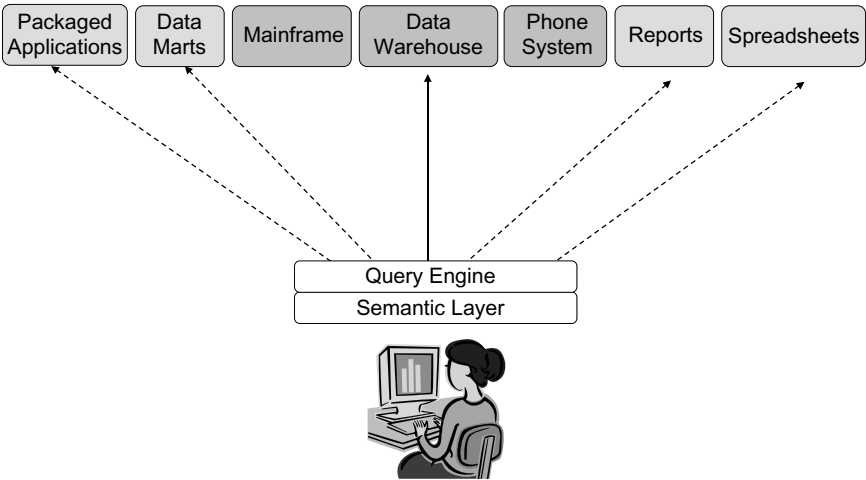 Packaged
Applications
Data
Marts
Mainframe
Data
Warehouse
Phone
System
Reports
Spreadsheets
Query Engine
Semantic Layer